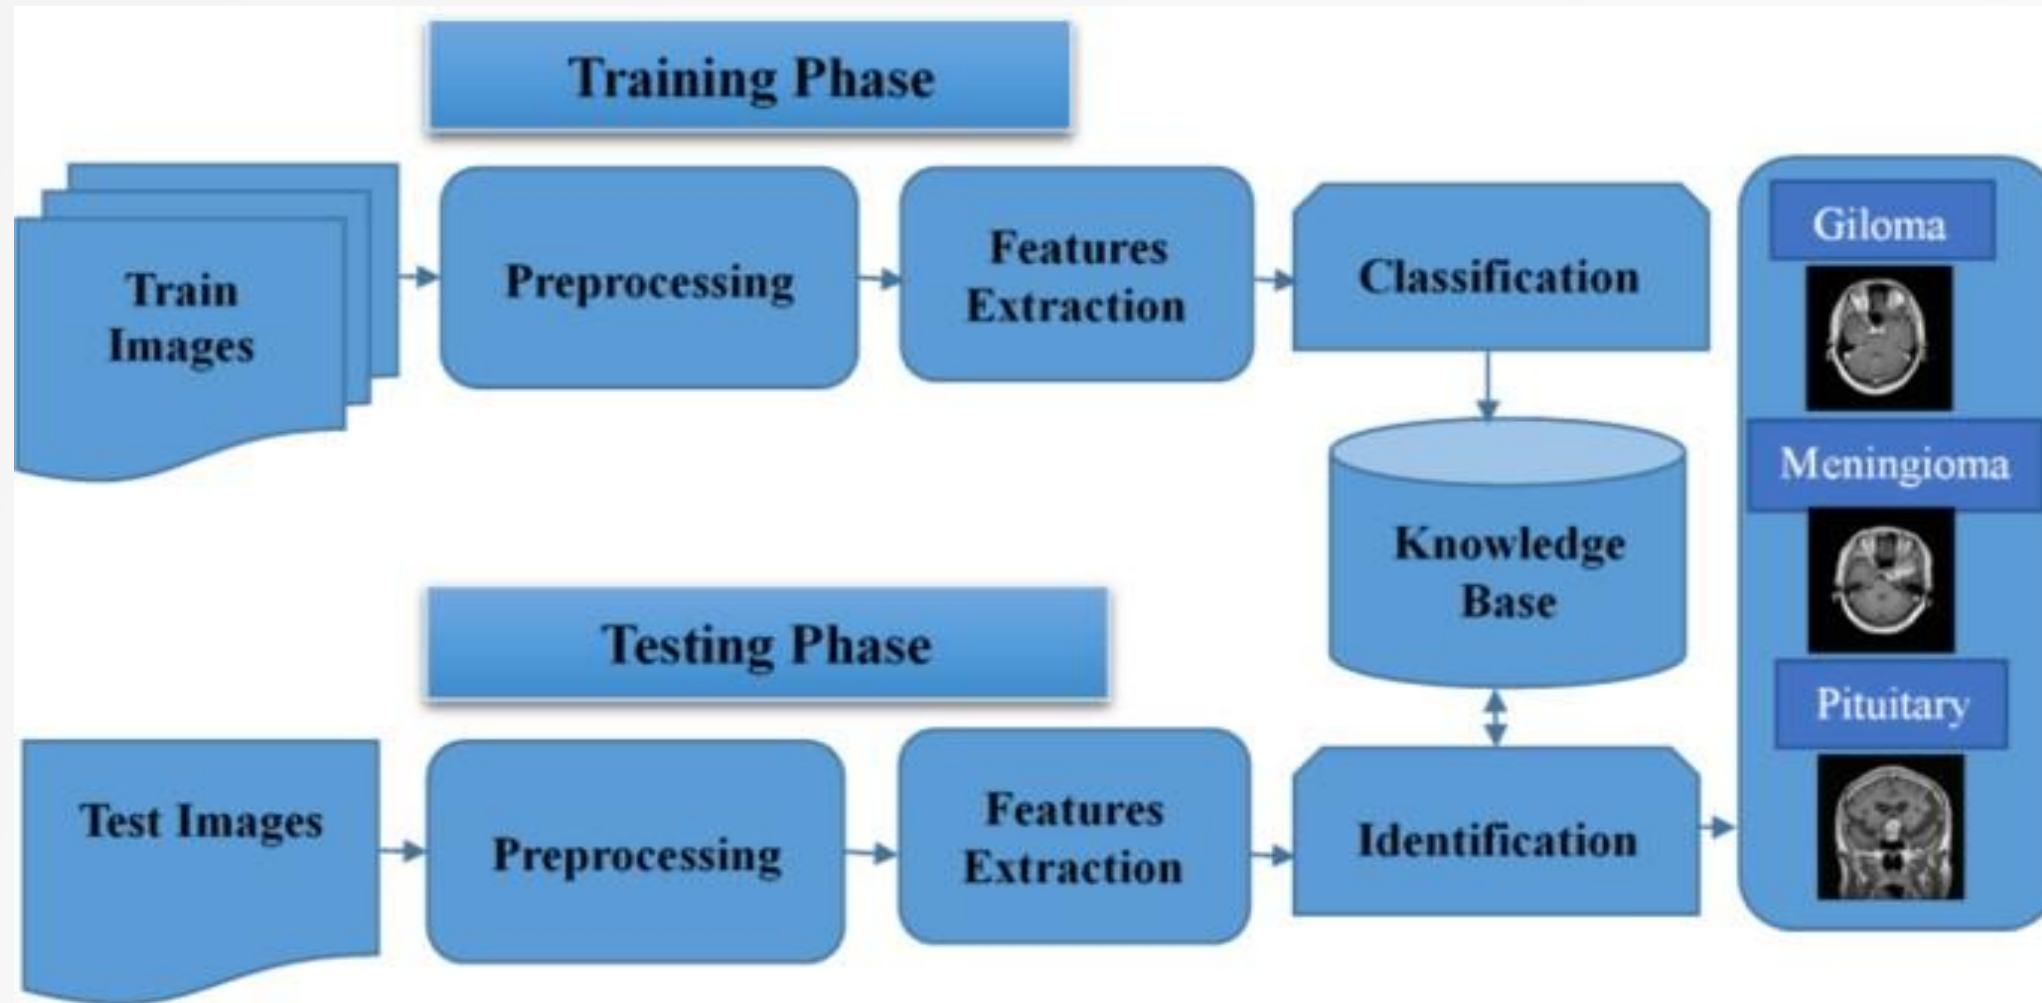 Training Phase
Train
Images
Preprocessing
Features
Extraction
Classification
Knowledge
Base
Testing Phase
Test Images
Preprocessing
Features
Extraction
Identification
Giloma
Meningioma
Pituitary